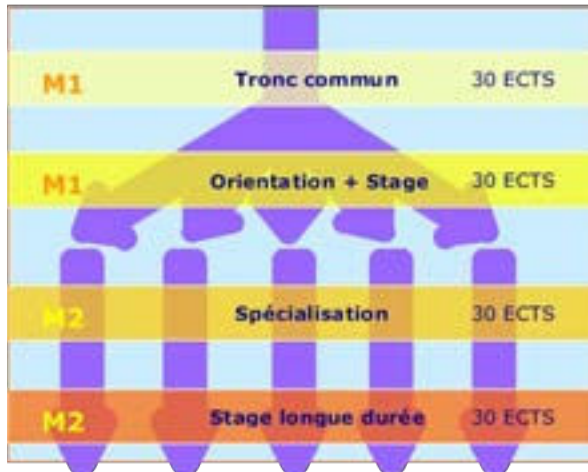 M1 Tronc commun 30 ECTS
M1 Orientation + Stage 30 ECTS
M2 Spécialisation 30 ECTS
M2 Stage longue durée 30 ECTS